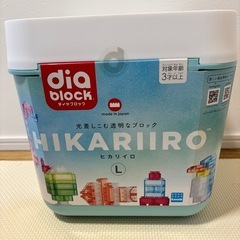 dia
block
ダイヤブロック
made in japan
対象年齢
3才以上
光差しこむ透明なブロック
HIKARIIRO
ヒカリイロ
L